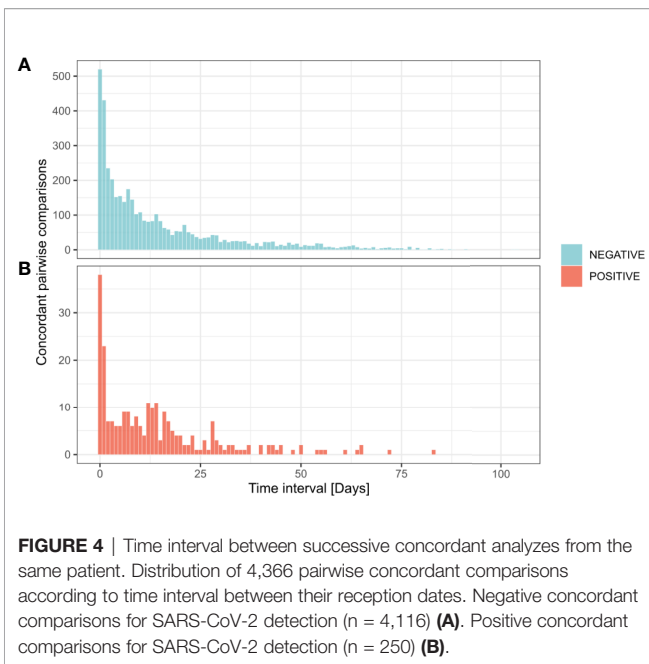 A
500
400
300
200
100
0
B
30
20
10
0
Concordant pairwise comparisons
0 25 50 75 100
Time interval [Days]
NEGATIVE
POSITIVE
FIGURE 4 | Time interval between successive concordant analyzes from the
same patient. Distribution of 4,366 pairwise concordant comparisons
according to time interval between their reception dates. Negative concordant
comparisons for SARS-CoV-2 detection (n = 4,116) (A). Positive concordant
comparisons for SARS-CoV-2 detection (n = 250) (B).